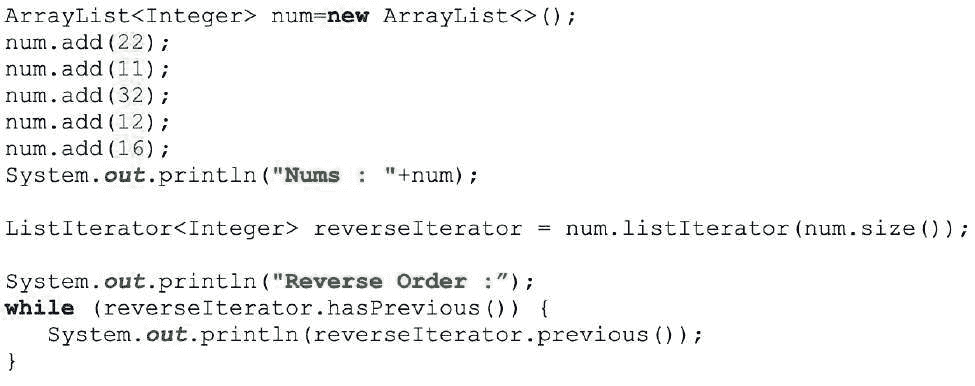 ArrayList<Integer> num=new ArrayList<>();
num.add(22);
num.add(11);
num.add(32);
num.add(12);
num.add(16);
System.out.println("Nums : "+num);
ListIterator<Integer> reverseIterator = num.listIterator(num.size());
System.out.println("Reverse Order :”);
while (reverseIterator.hasPrevious()) {
System.out.println(reverseIterator.previous());
}